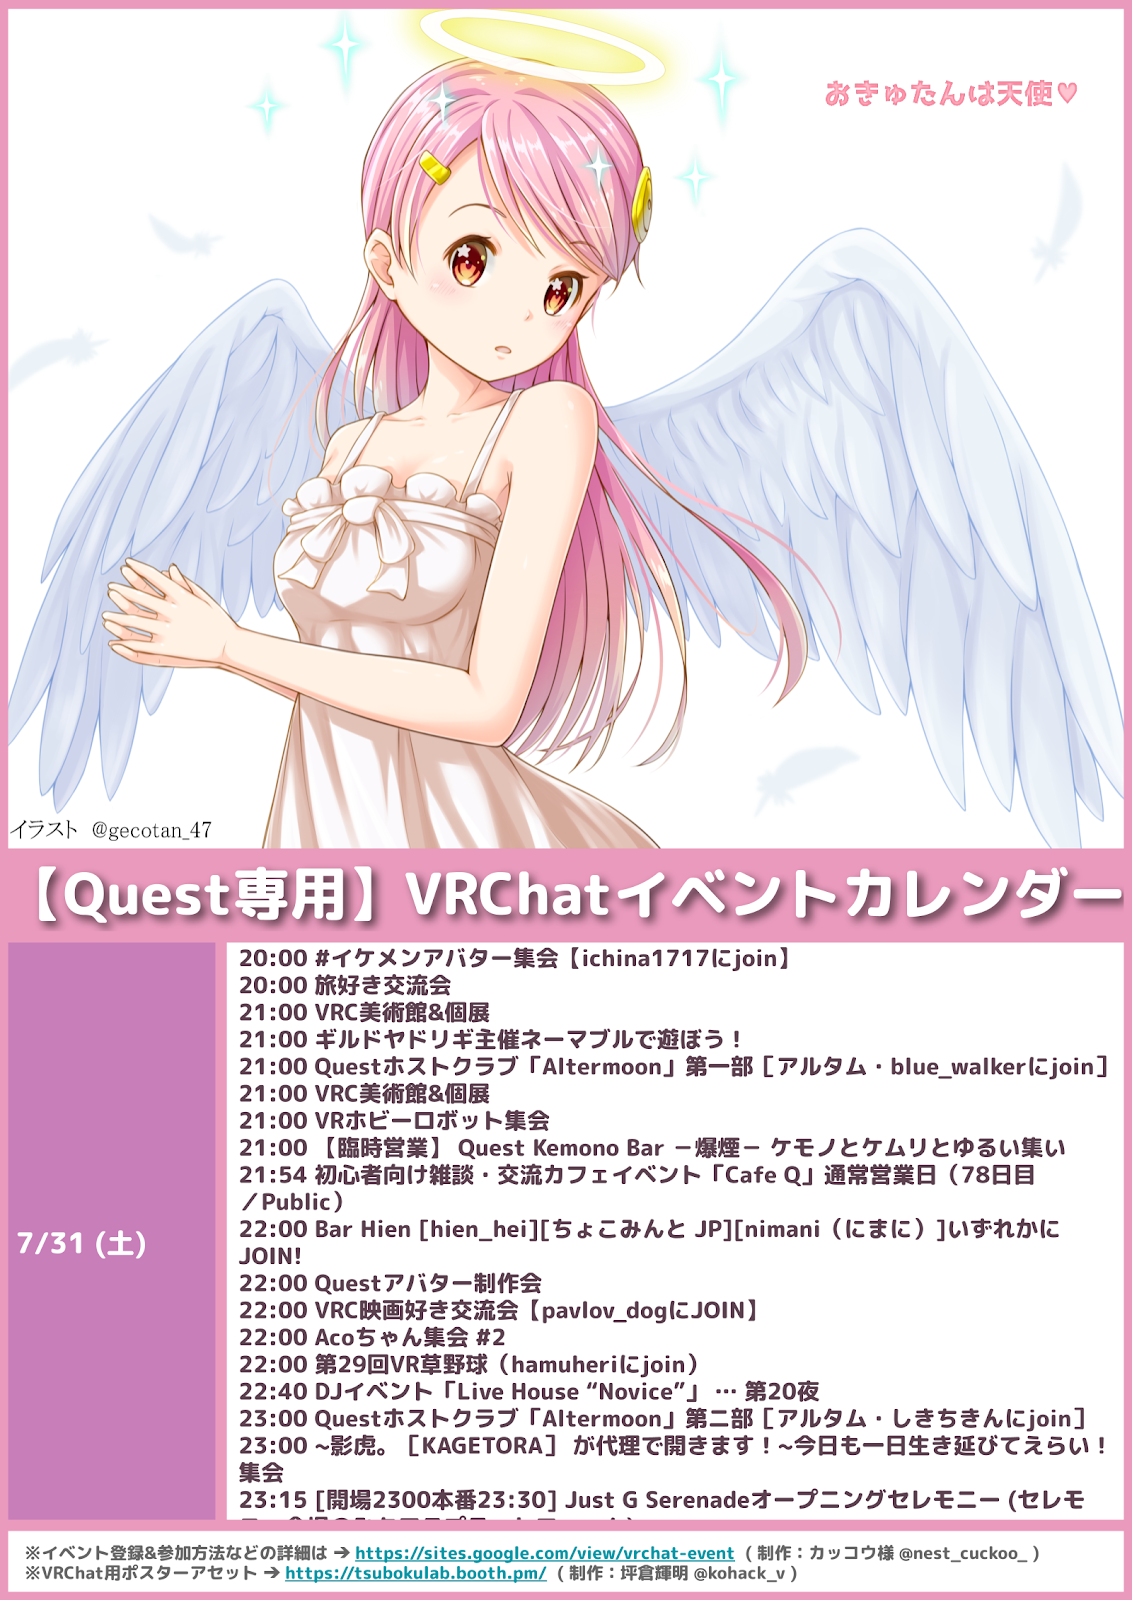 おきゅたんは天使♥
イラスト @gecotan_47
【Quest専用】VRChatイベントカレンダー
7/31 (土)
20:00 #イケメンアバター集会【ichina1717にjoin】
20:00 旅好き交流会
21:00 VRC美術館&個展
21:00 ギルドヤドリギ主催ネーマブルで遊ぼう！
21:00 Questホストクラブ「Altermoon」第一部［アルタム・blue_walkerにjoin］
21:00 VRC美術館&個展
21:00 VRホビーロボット集会
21:00 【臨時営業】 Quest Kemono Bar －爆煙－ ケモノとケムリとゆるい集い
21:54 初心者向け雑談・交流カフェイベント「Cafe Q」通常営業日（78日目
／Public）
22:00 Bar Hien [hien_hei][ちょこみんと JP][nimani（にまに）]いずれかに
JOIN!
22:00 Questアバター制作会
22:00 VRC映画好き交流会【pavlov_dogにJOIN】
22:00 Acoちゃん集会 #2
22:00 第29回VR草野球（hamuheriにjoin）
22:40 DJイベント「Live House “Novice”」 … 第20夜
23:00 Questホストクラブ「Altermoon」第二部［アルタム・しきちきんにjoin］
23:00 ~影虎。［KAGETORA］ が代理で開きます！~今日も一日生き延びてえらい！
集会
23:15 [開場2300本番23:30] Just G Serenadeオープニングセレモニー (セレモ
※イベント登録&参加方法などの詳細は ➔ https://sites.google.com/view/vrchat-event （ 制作：カッコウ様 @nest_cuckoo_ ）
※VRChat用ポスターアセット ➔ https://tsubokulab.booth.pm/ （ 制作：坪倉輝明 @kohack_v ）